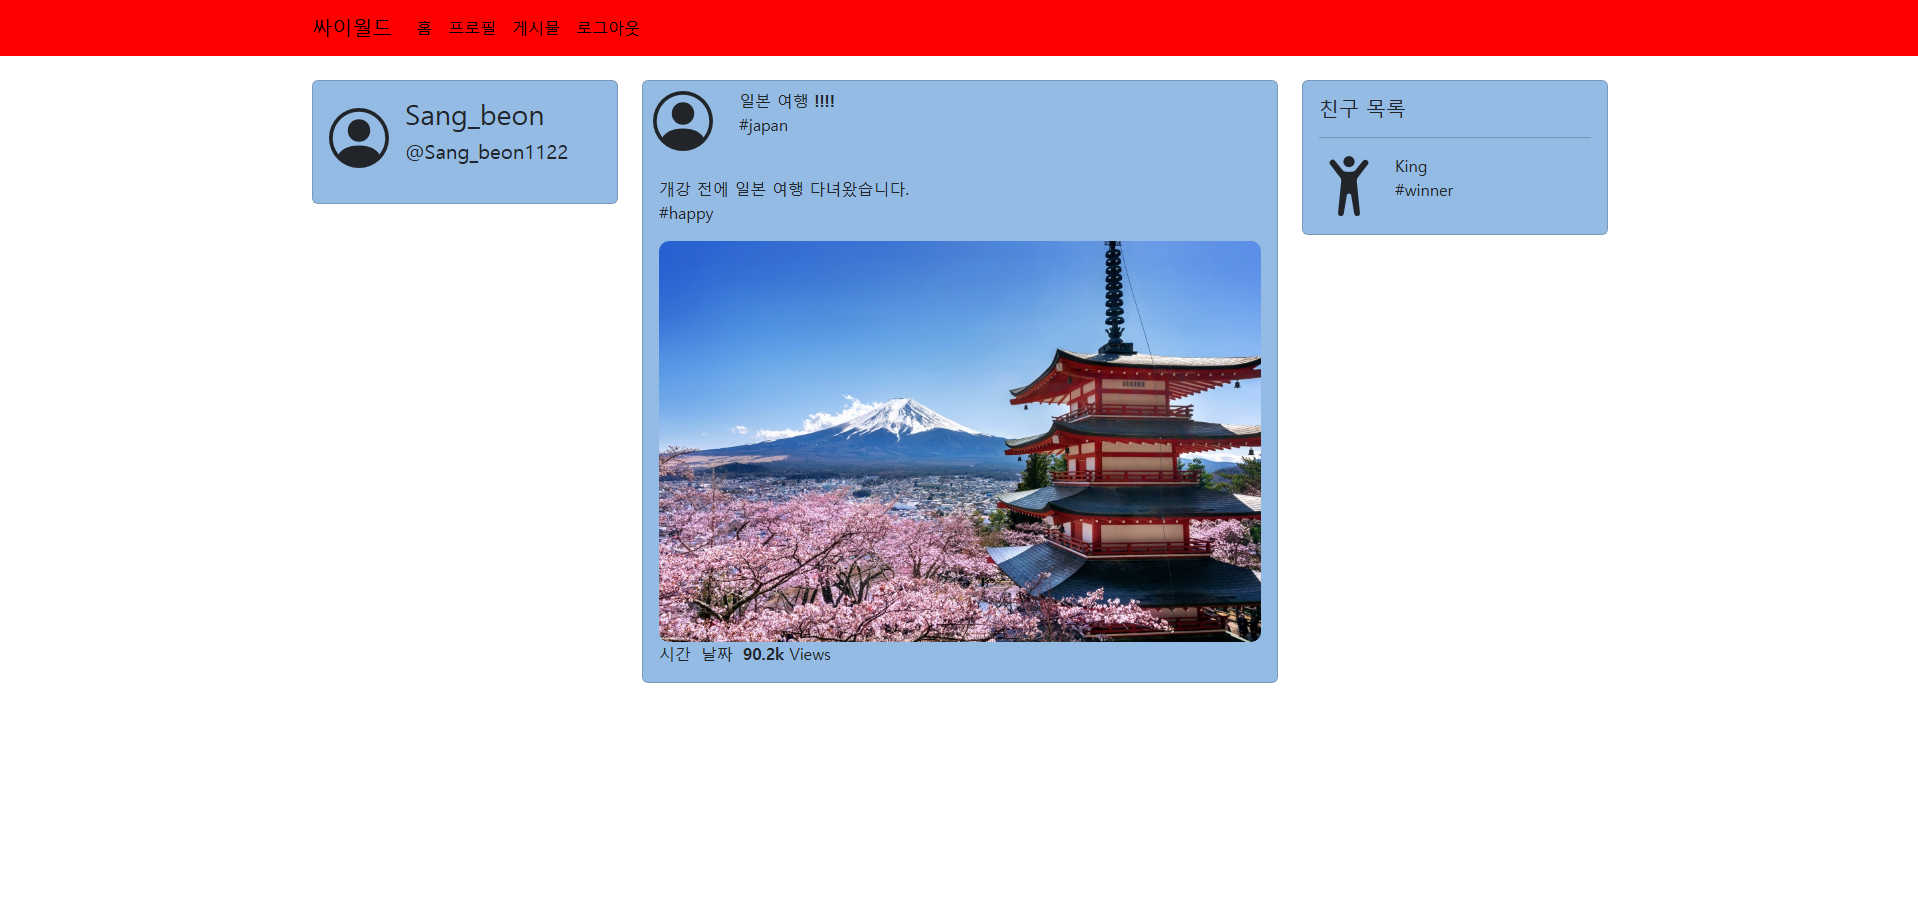 싸이월드 홈 프로필 게시물 로그아웃
Sang_beon
@Sang_beon1122
일본 여행 !!!!
#japan
개강 전에 일본 여행 다녀왔습니다.
#happy
시간 날짜 90.2k Views
친구 목록
King
#winner